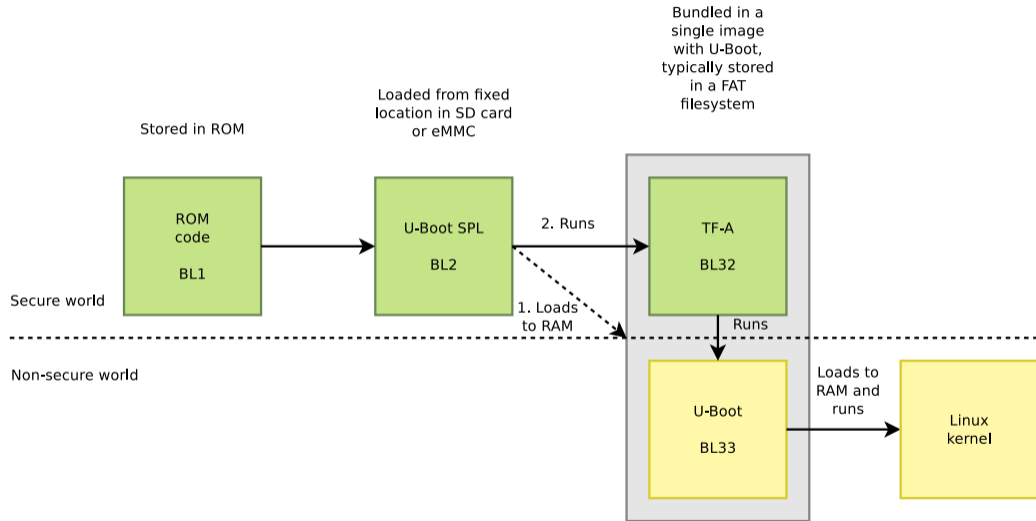 Bundled in a
single image
with U-Boot,
typically stored
in a FAT
filesystem
Loaded from fixed
location in SD card
or eMMC
Stored in ROM
ROM
code
BL1
U-Boot SPL
BL2
2. Runs
TF-A
BL32
Secure world
1. Loads
to RAM
Runs
Non-secure world
U-Boot
BL33
Loads to
RAM and
runs
Linux
kernel